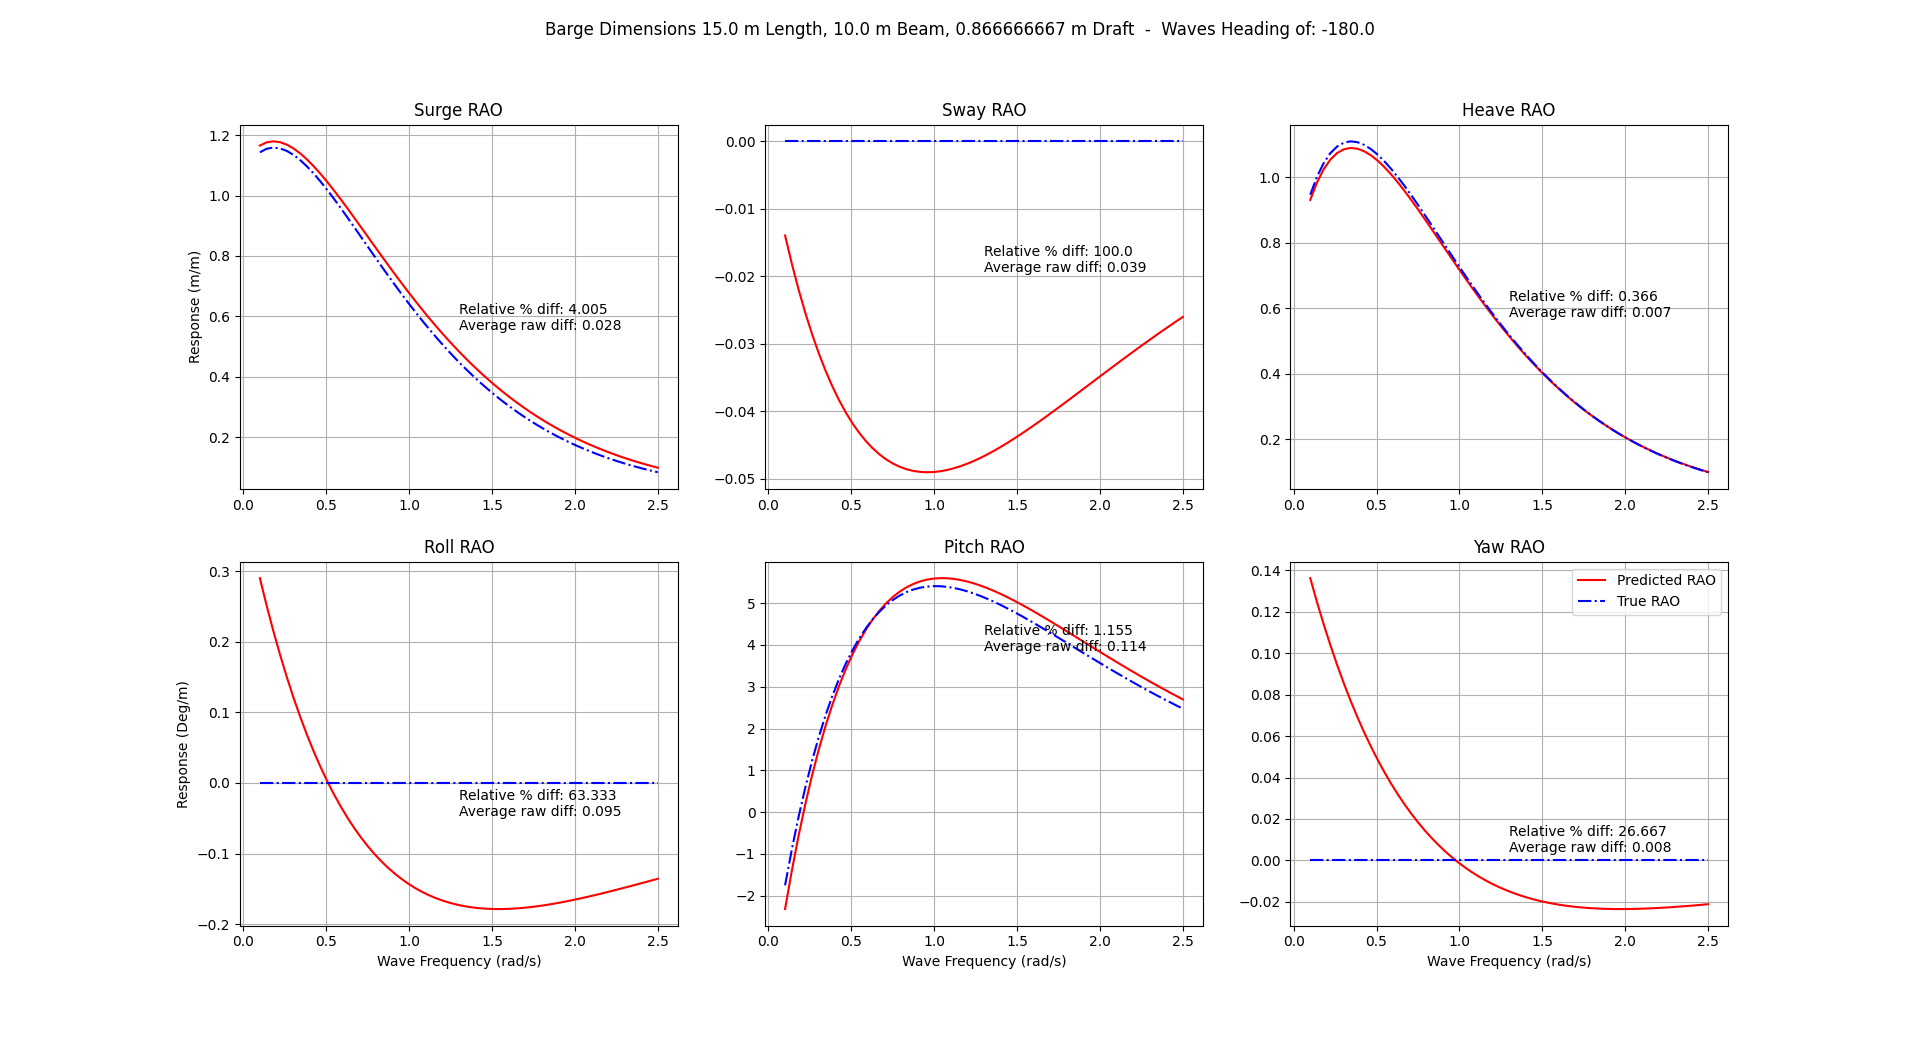 Barge Dimensions 15.0 m Length, 10.0 m Beam, 0.866666667 m Draft  -  Waves Heading of: -180.0
Surge RAO
1.2
1.0
0.8
0.6
0.4
0.2
Response (m/m)
Relative % diff: 4.005
Average raw diff: 0.028
0.0 0.5 1.0 1.5 2.0 2.5
Sway RAO
0.00
−0.01
−0.02
−0.03
−0.04
−0.05
Relative % diff: 100.0
Average raw diff: 0.039
0.0 0.5 1.0 1.5 2.0 2.5
Heave RAO
1.0
0.8
0.6
0.4
0.2
Relative % diff: 0.366
Average raw diff: 0.007
0.0 0.5 1.0 1.5 2.0 2.5
Roll RAO
0.3
0.2
0.1
0.0
−0.1
−0.2
Response (Deg/m)
Relative % diff: 63.333
Average raw diff: 0.095
0.0 0.5 1.0 1.5 2.0 2.5
Wave Frequency (rad/s)
Pitch RAO
5
4
3
2
1
0
−1
−2
Relative % diff: 1.155
Average raw diff: 0.114
0.0 0.5 1.0 1.5 2.0 2.5
Wave Frequency (rad/s)
Yaw RAO
0.14
0.12
0.10
0.08
0.06
0.04
0.02
0.00
−0.02
Predicted RAO
True RAO
Relative % diff: 26.667
Average raw diff: 0.008
0.0 0.5 1.0 1.5 2.0 2.5
Wave Frequency (rad/s)